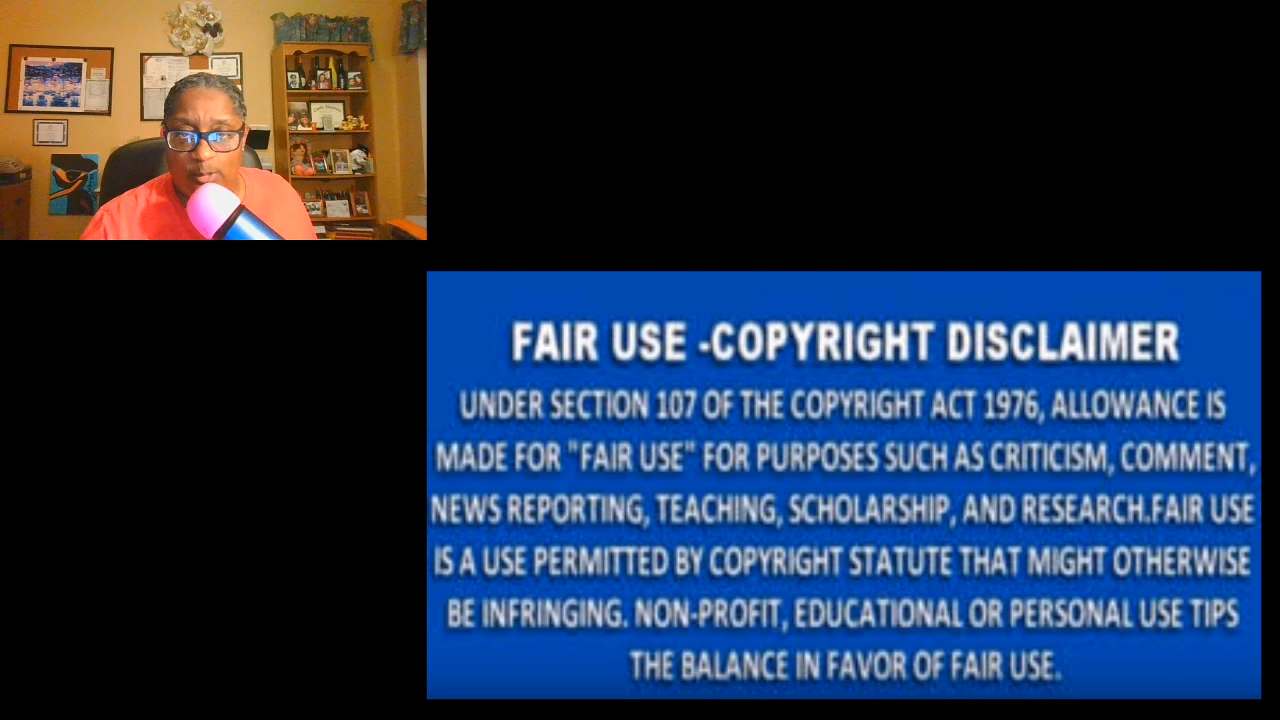 FAIR USE -COPYRIGHT DISCLAIMER
UNDER SECTION 107 OF THE COPYRIGHT ACT 1976, ALLOWANCE IS
MADE FOR "FAIR USE" FOR PURPOSES SUCH AS CRITICISM, COMMENT,
NEWS REPORTING, TEACHING, SCHOLARSHIP, AND RESEARCH.FAIR USE
IS A USE PERMITTED BY COPYRIGHT STATUTE THAT MIGHT OTHERWISE
BE INFRINGING. NON-PROFIT, EDUCATIONAL OR PERSONAL USE TIPS
THE BALANCE IN FAVOR OF FAIR USE.